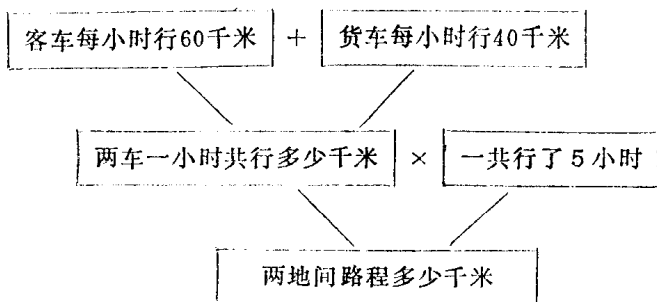 客车每小时行60千米 + 货车每小时行40千米
两车一小时共行多少千米 × 一共行了5小时
两地间路程多少千米